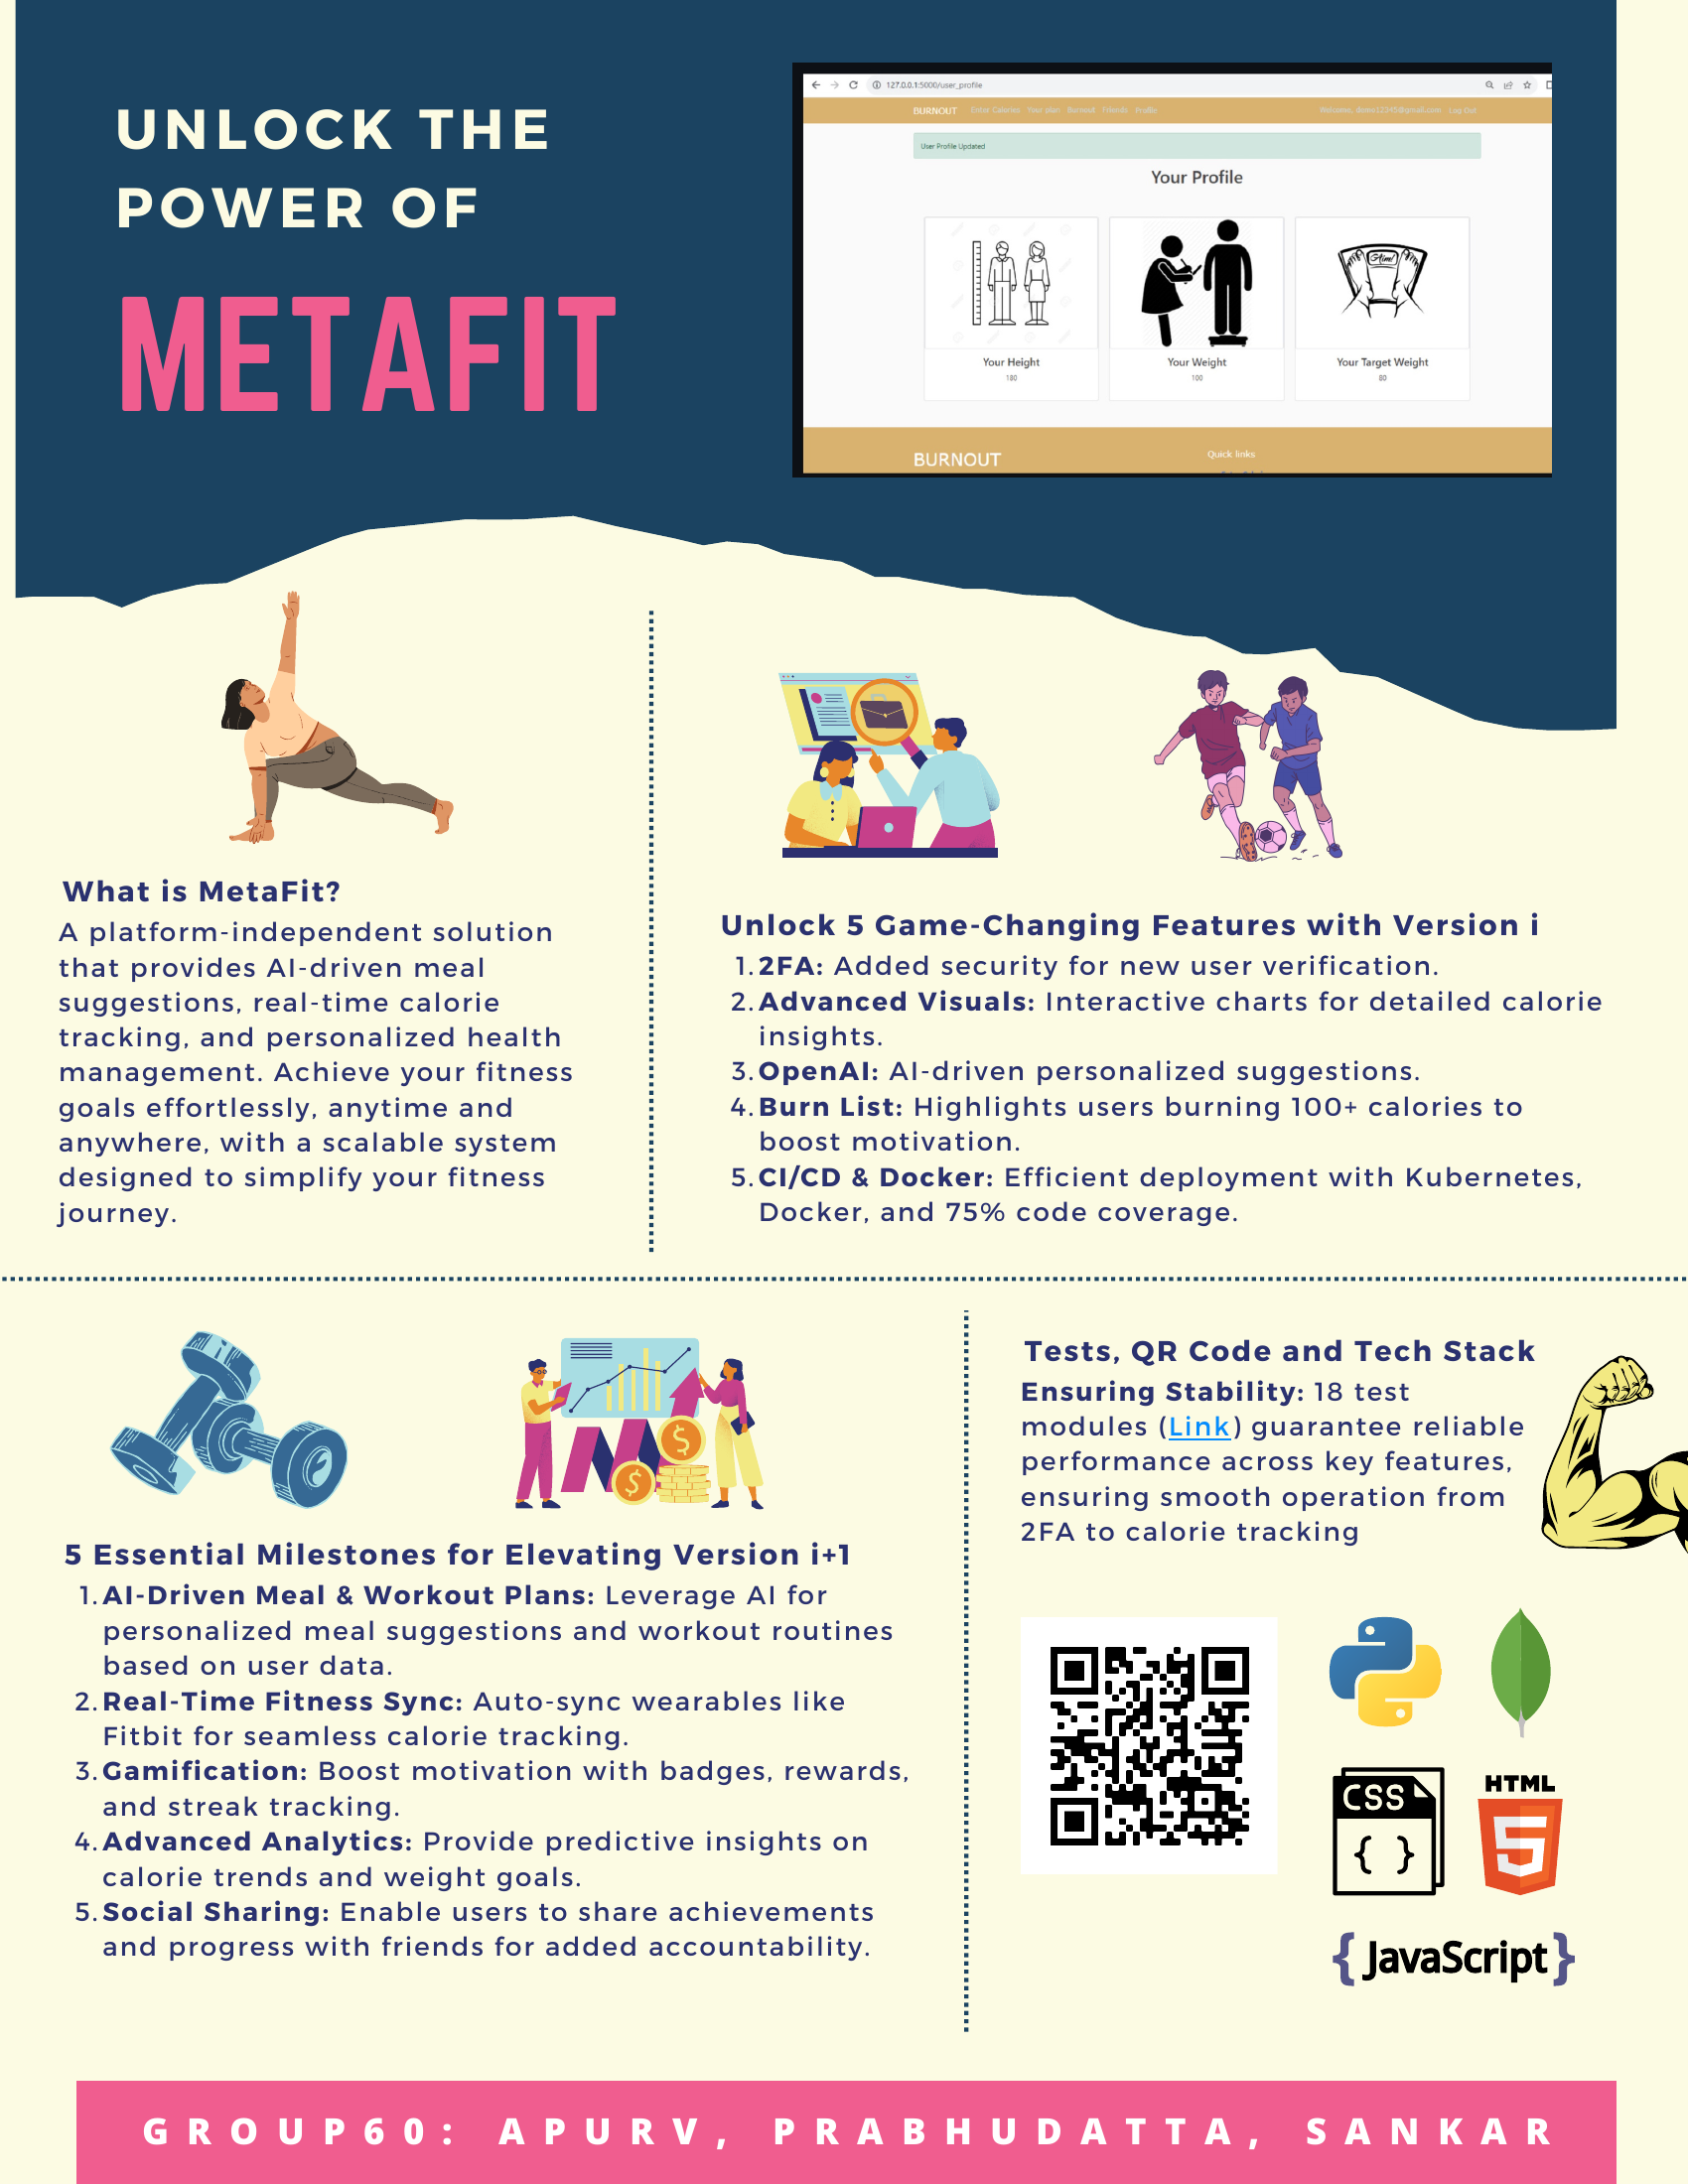 UNLOCK THE
POWER OF
METAFIT
127.0.0.1:5000/user_profile
BURNOUT Enter Calories Your plan Burnout Friends Profile Welcome, demo12345@gmail.com Log Out
User Profile Updated
Your Profile
Aim!
Your Height
180
Your Weight
100
Your Target Weight
80
BURNOUT
Quick links
What is MetaFit?
A platform-independent solution
that provides AI-driven meal
suggestions, real-time calorie
tracking, and personalized health
management. Achieve your fitness
goals effortlessly, anytime and
anywhere, with a scalable system
designed to simplify your fitness
journey.
Unlock 5 Game-Changing Features with Version i
1. 2FA: Added security for new user verification.
2. Advanced Visuals: Interactive charts for detailed calorie
insights.
3. OpenAI: AI-driven personalized suggestions.
4. Burn List: Highlights users burning 100+ calories to
boost motivation.
5. CI/CD & Docker: Efficient deployment with Kubernetes,
Docker, and 75% code coverage.
5 Essential Milestones for Elevating Version i+1
1. AI-Driven Meal & Workout Plans: Leverage AI for
personalized meal suggestions and workout routines
based on user data.
2. Real-Time Fitness Sync: Auto-sync wearables like
Fitbit for seamless calorie tracking.
3. Gamification: Boost motivation with badges, rewards,
and streak tracking.
4. Advanced Analytics: Provide predictive insights on
calorie trends and weight goals.
5. Social Sharing: Enable users to share achievements
and progress with friends for added accountability.
Tests, QR Code and Tech Stack
Ensuring Stability: 18 test
modules (Link) guarantee reliable
performance across key features,
ensuring smooth operation from
2FA to calorie tracking
CSS
{ }
HTML
5
{ JavaScript }
GROUP60: APURV, PRABHUDATTA, SANKAR